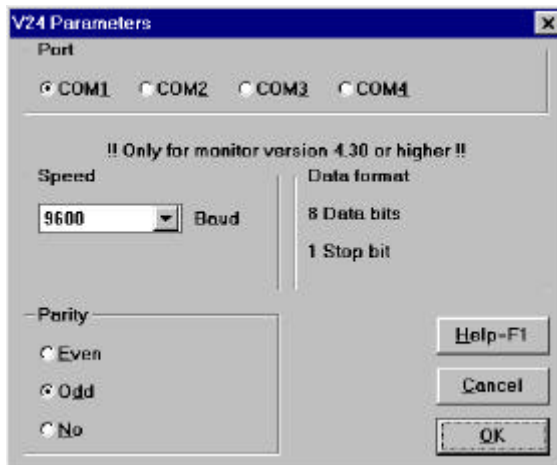 V24 Parameters
Port
COM1 COM2 COM3 COM4
!! Only for monitor version 4.30 or higher !!
Speed
Data format
9600 Baud
8 Data bits
1 Stop bit
Parity
Even
Odd
No
Help-F1
Cancel
OK